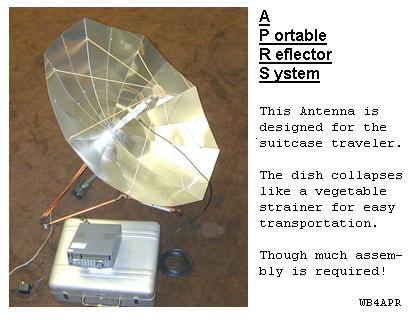 A
P ortable
R eflector
S ystem
This Antenna is
designed for the
suitcase traveler.
The dish collapses
like a vegetable
strainer for easy
transportation.
Though much assem-
bly is required!
WB4APR